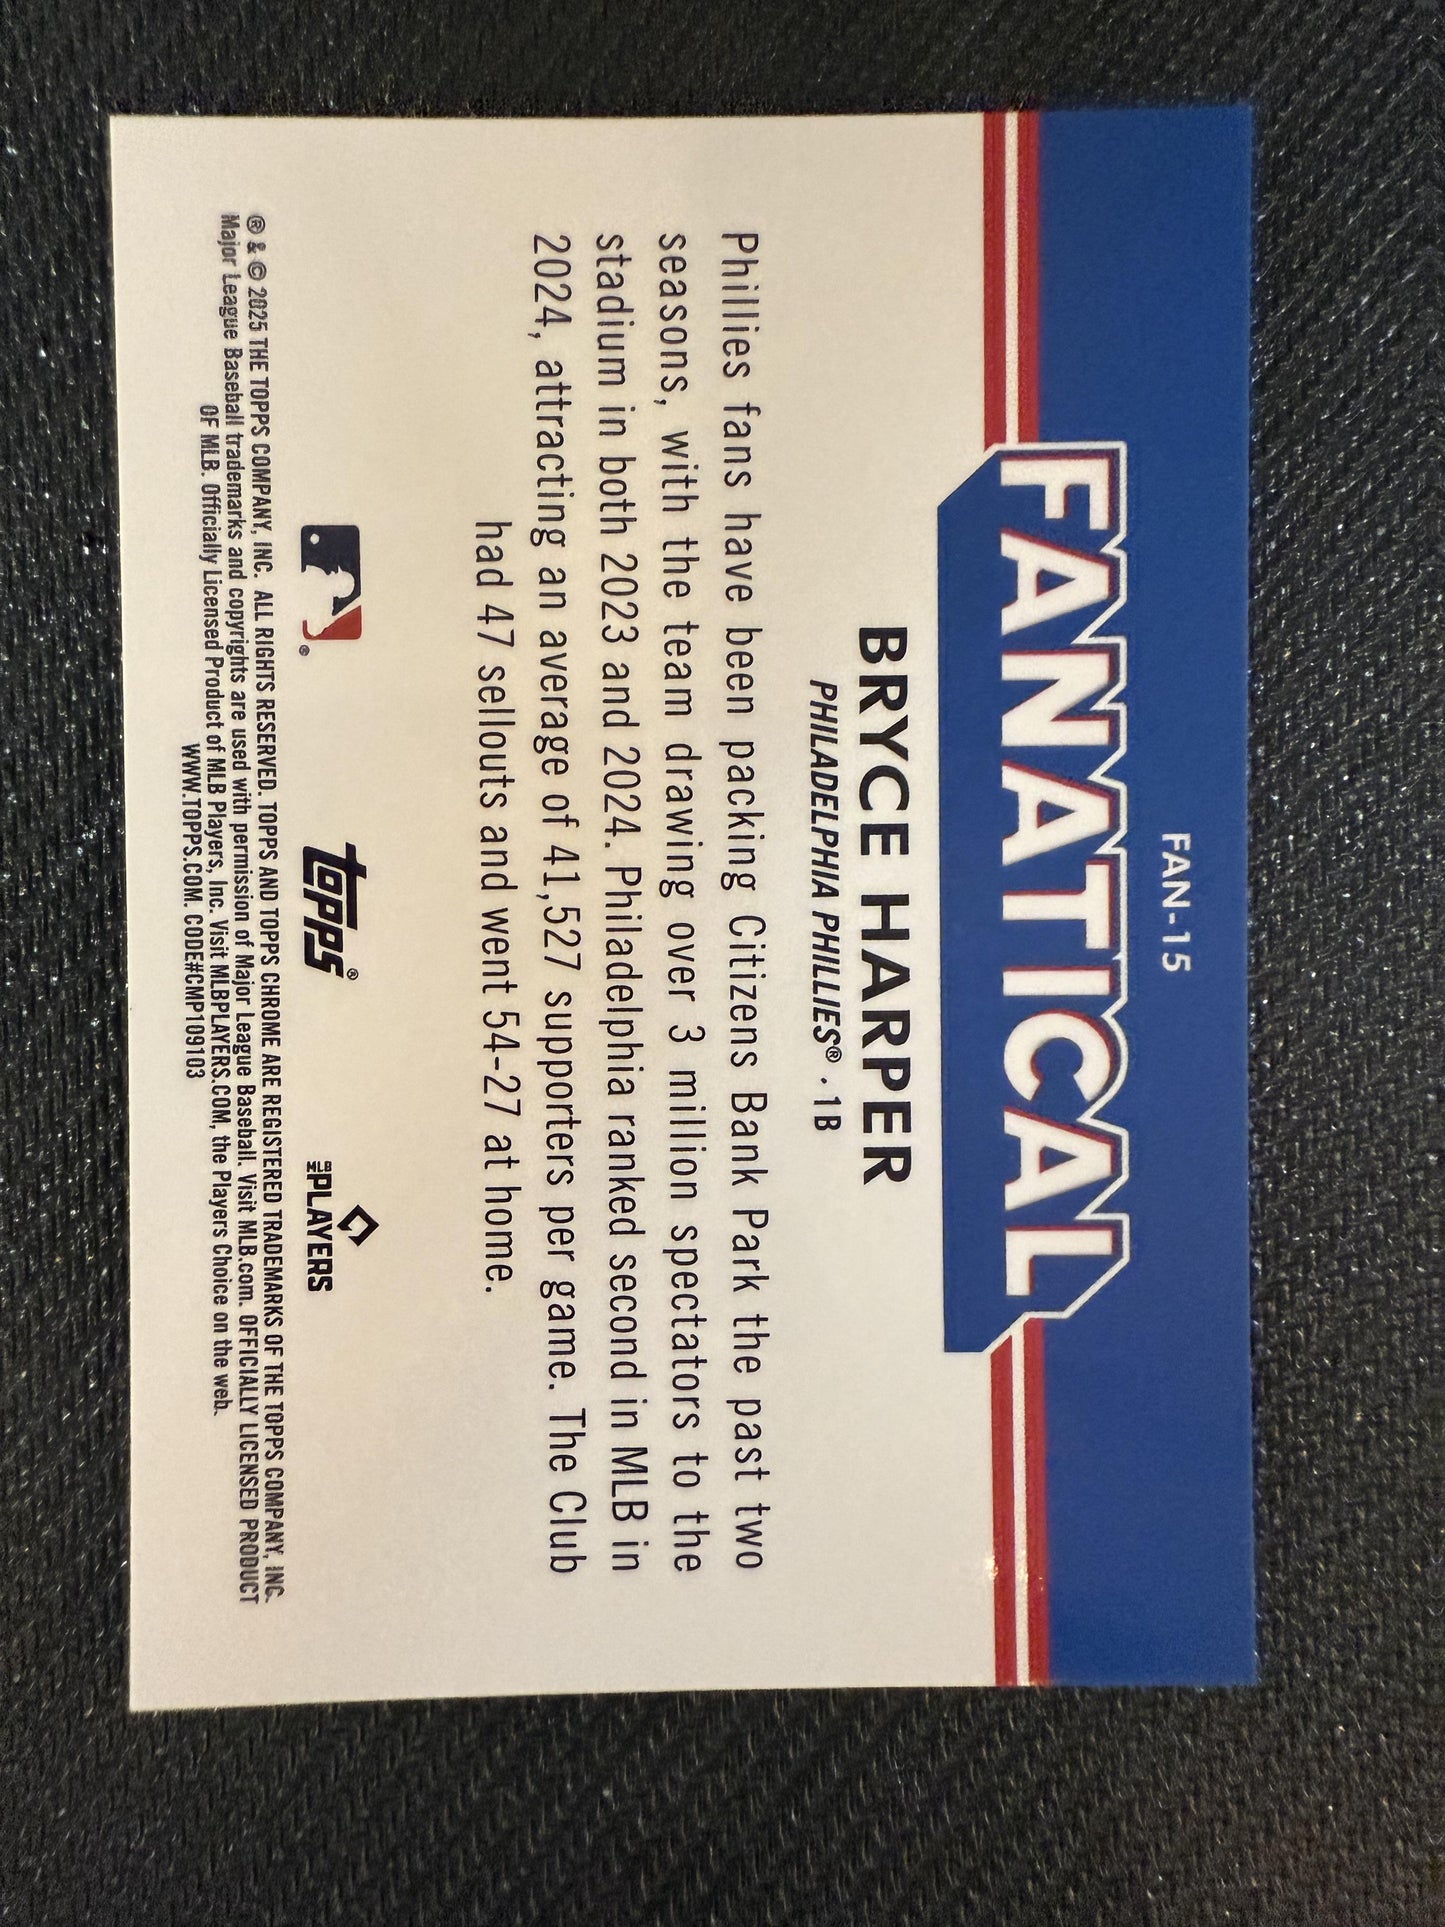 FAN-15
FANATICAL
BRYCE HARPER
PHILADELPHIA PHILLIES® · 1B
Phillies fans have been packing Citizens Bank Park the past two
seasons, with the team drawing over 3 million spectators to the
stadium in both 2023 and 2024. Philadelphia ranked second in MLB in
2024, attracting an average of 41,527 supporters per game. The Club
had 47 sellouts and went 54-27 at home.
®
topps®
MLB PLAYERS
® & © 2025 THE TOPPS COMPANY, INC. ALL RIGHTS RESERVED. TOPPS AND TOPPS CHROME ARE REGISTERED TRADEMARKS OF THE TOPPS COMPANY, INC.
Major League Baseball trademarks and copyrights are used with permission of Major League Baseball. Visit MLB.com. OFFICIALLY LICENSED PRODUCT
OF MLB. Officially Licensed Product of MLB Players, Inc. Visit MLBPLAYERS.COM, the Players Choice on the web.
WWW.TOPPS.COM. CODE#CMP109103